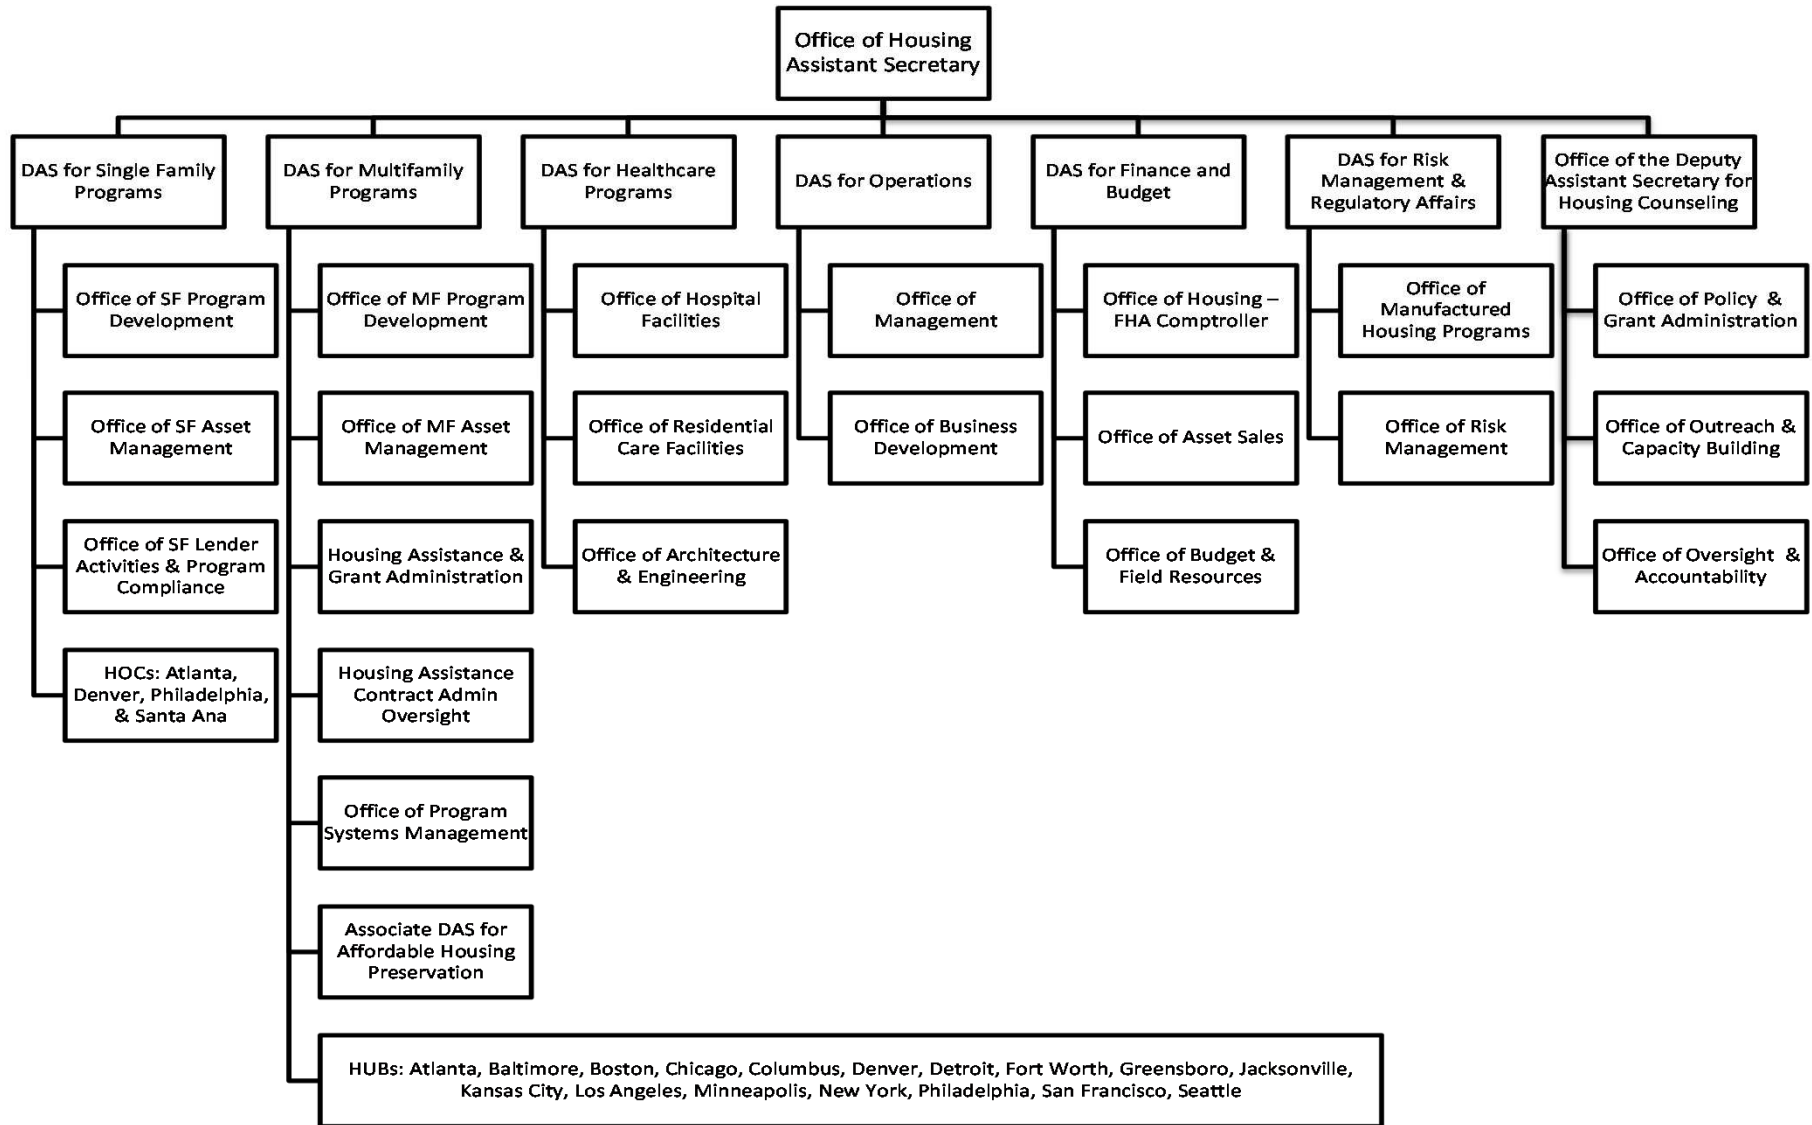 Office of Housing
Assistant Secretary
DAS for Single Family
Programs
DAS for Multifamily
Programs
DAS for Healthcare
Programs
DAS for Operations
DAS for Finance and
Budget
DAS for Risk
Management &
Regulatory Affairs
Office of the Deputy
Assistant Secretary for
Housing Counseling
Office of SF Program
Development
Office of SF Asset
Management
Office of SF Lender
Activities & Program
Compliance
HOCs: Atlanta,
Denver, Philadelphia,
& Santa Ana
Office of MF Program
Development
Office of MF Asset
Management
Housing Assistance &
Grant Administration
Housing Assistance
Contract Admin
Oversight
Office of Program
Systems Management
Associate DAS for
Affordable Housing
Preservation
HUBs: Atlanta, Baltimore, Boston, Chicago, Columbus, Denver, Detroit, Fort Worth, Greensboro, Jacksonville,
Kansas City, Los Angeles, Minneapolis, New York, Philadelphia, San Francisco, Seattle
Office of Hospital
Facilities
Office of Residential
Care Facilities
Office of Architecture
& Engineering
Office of
Management
Office of Business
Development
Office of Housing –
FHA Comptroller
Office of Asset Sales
Office of Budget &
Field Resources
Office of
Manufactured
Housing Programs
Office of Risk
Management
Office of Policy & 
Grant Administration
Office of Outreach &
Capacity Building
Office of Oversight &
Accountability